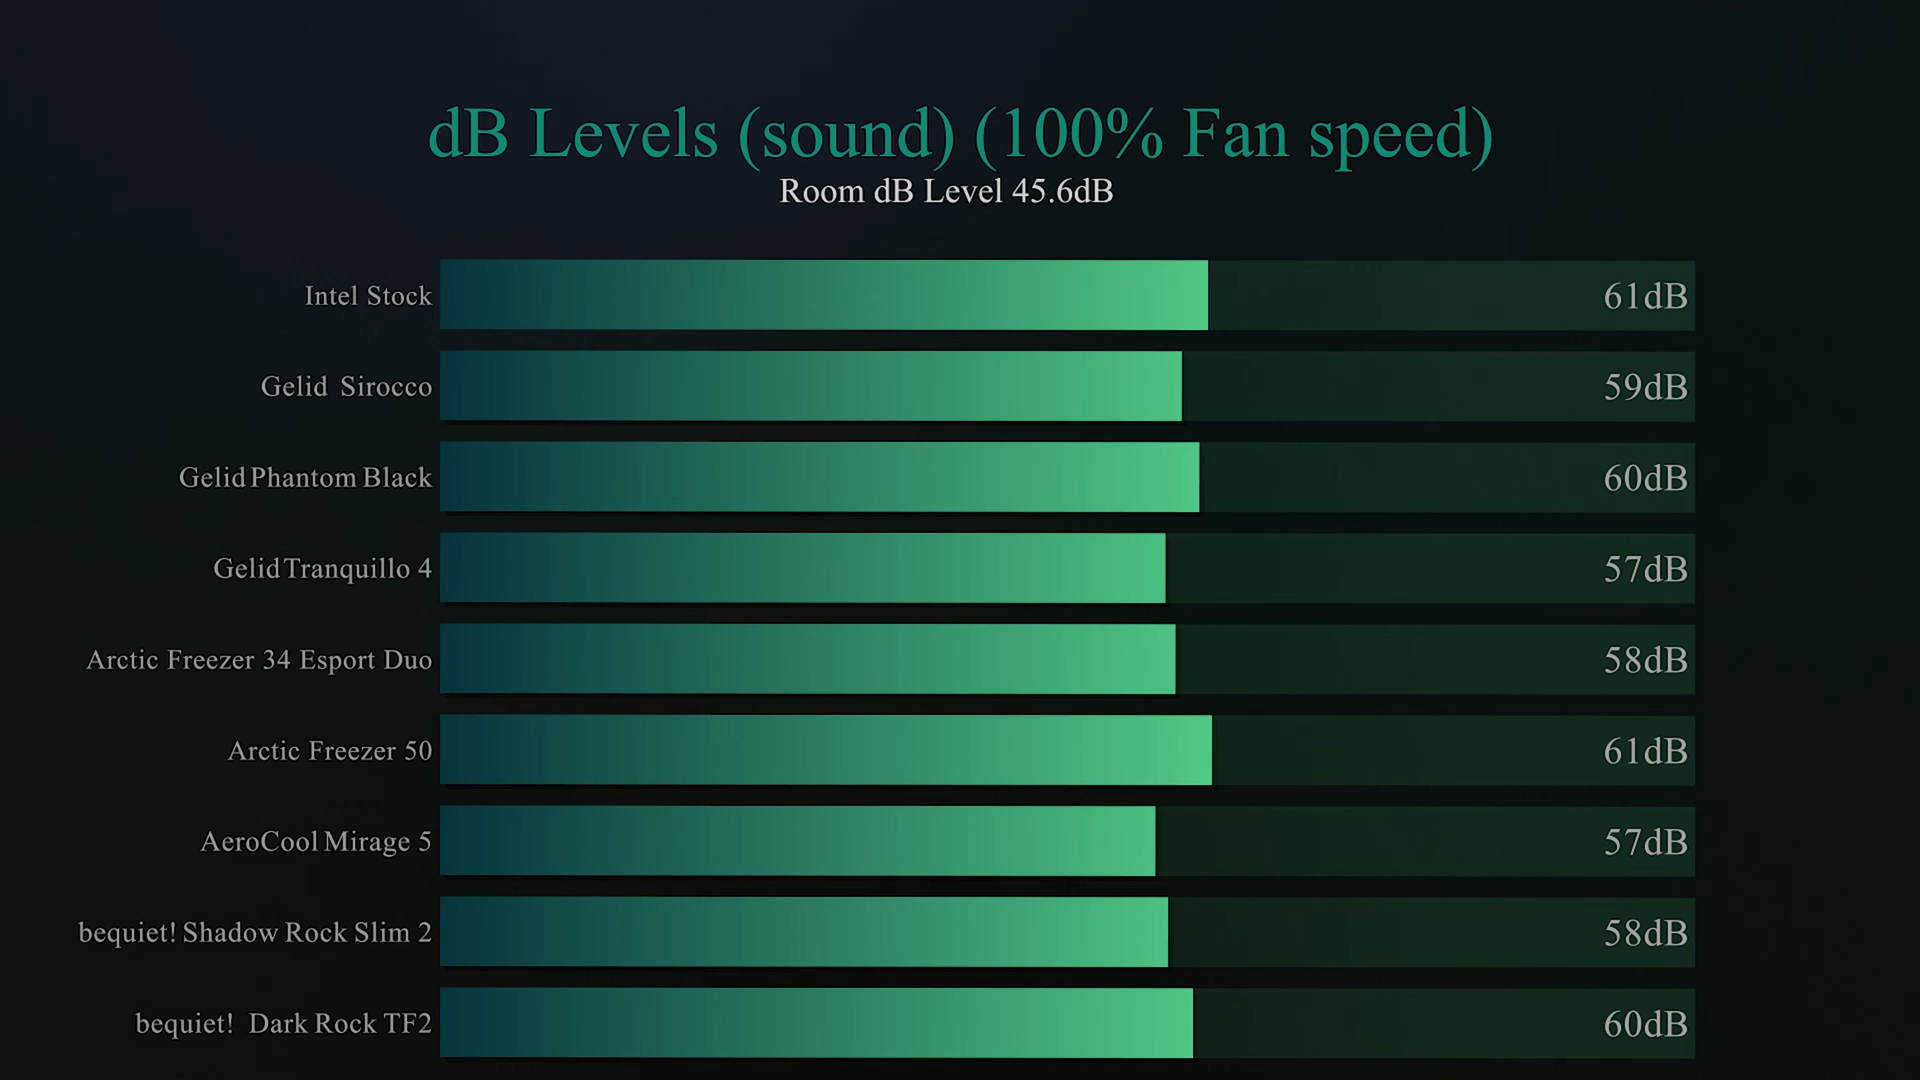 dB Levels (sound) (100% Fan speed)
Room dB Level 45.6dB
Intel Stock 61dB
Gelid Sirocco 59dB
Gelid Phantom Black 60dB
Gelid Tranquillo 4 57dB
Arctic Freezer 34 Esport Duo 58dB
Arctic Freezer 50 61dB
AeroCool Mirage 5 57dB
bequiet! Shadow Rock Slim 2 58dB
bequiet! Dark Rock TF2 60dB